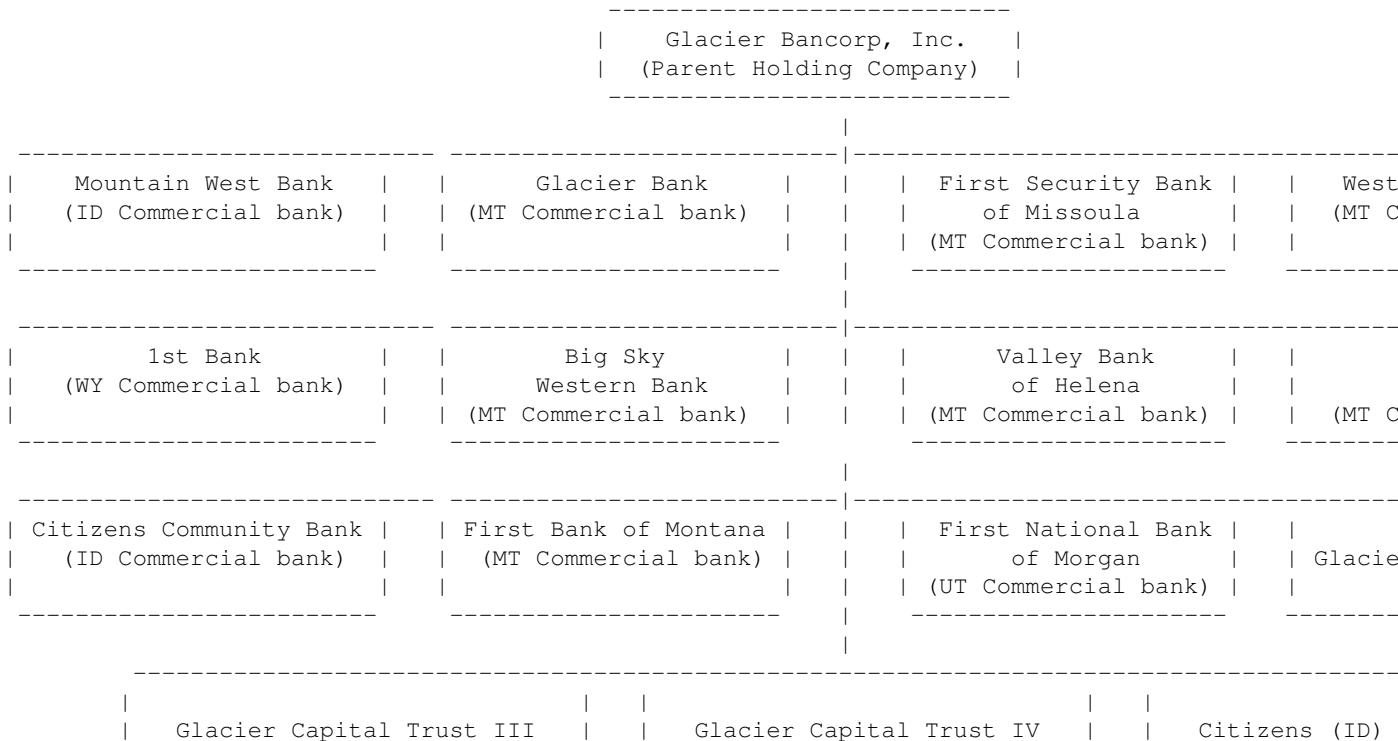 Glacier Bancorp, Inc.
(Parent Holding Company)
Mountain West Bank Glacier Bank First Security Bank West
(ID Commercial bank) (MT Commercial bank) of Missoula (MT C
(MT Commercial bank)
1st Bank Big Sky Valley Bank
(WY Commercial bank) Western Bank of Helena
(MT Commercial bank) (MT Commercial bank) (MT C
Citizens Community Bank First Bank of Montana First National Bank
(ID Commercial bank) (MT Commercial bank) of Morgan Glacie
(UT Commercial bank)
Glacier Capital Trust III Glacier Capital Trust IV Citizens (ID)